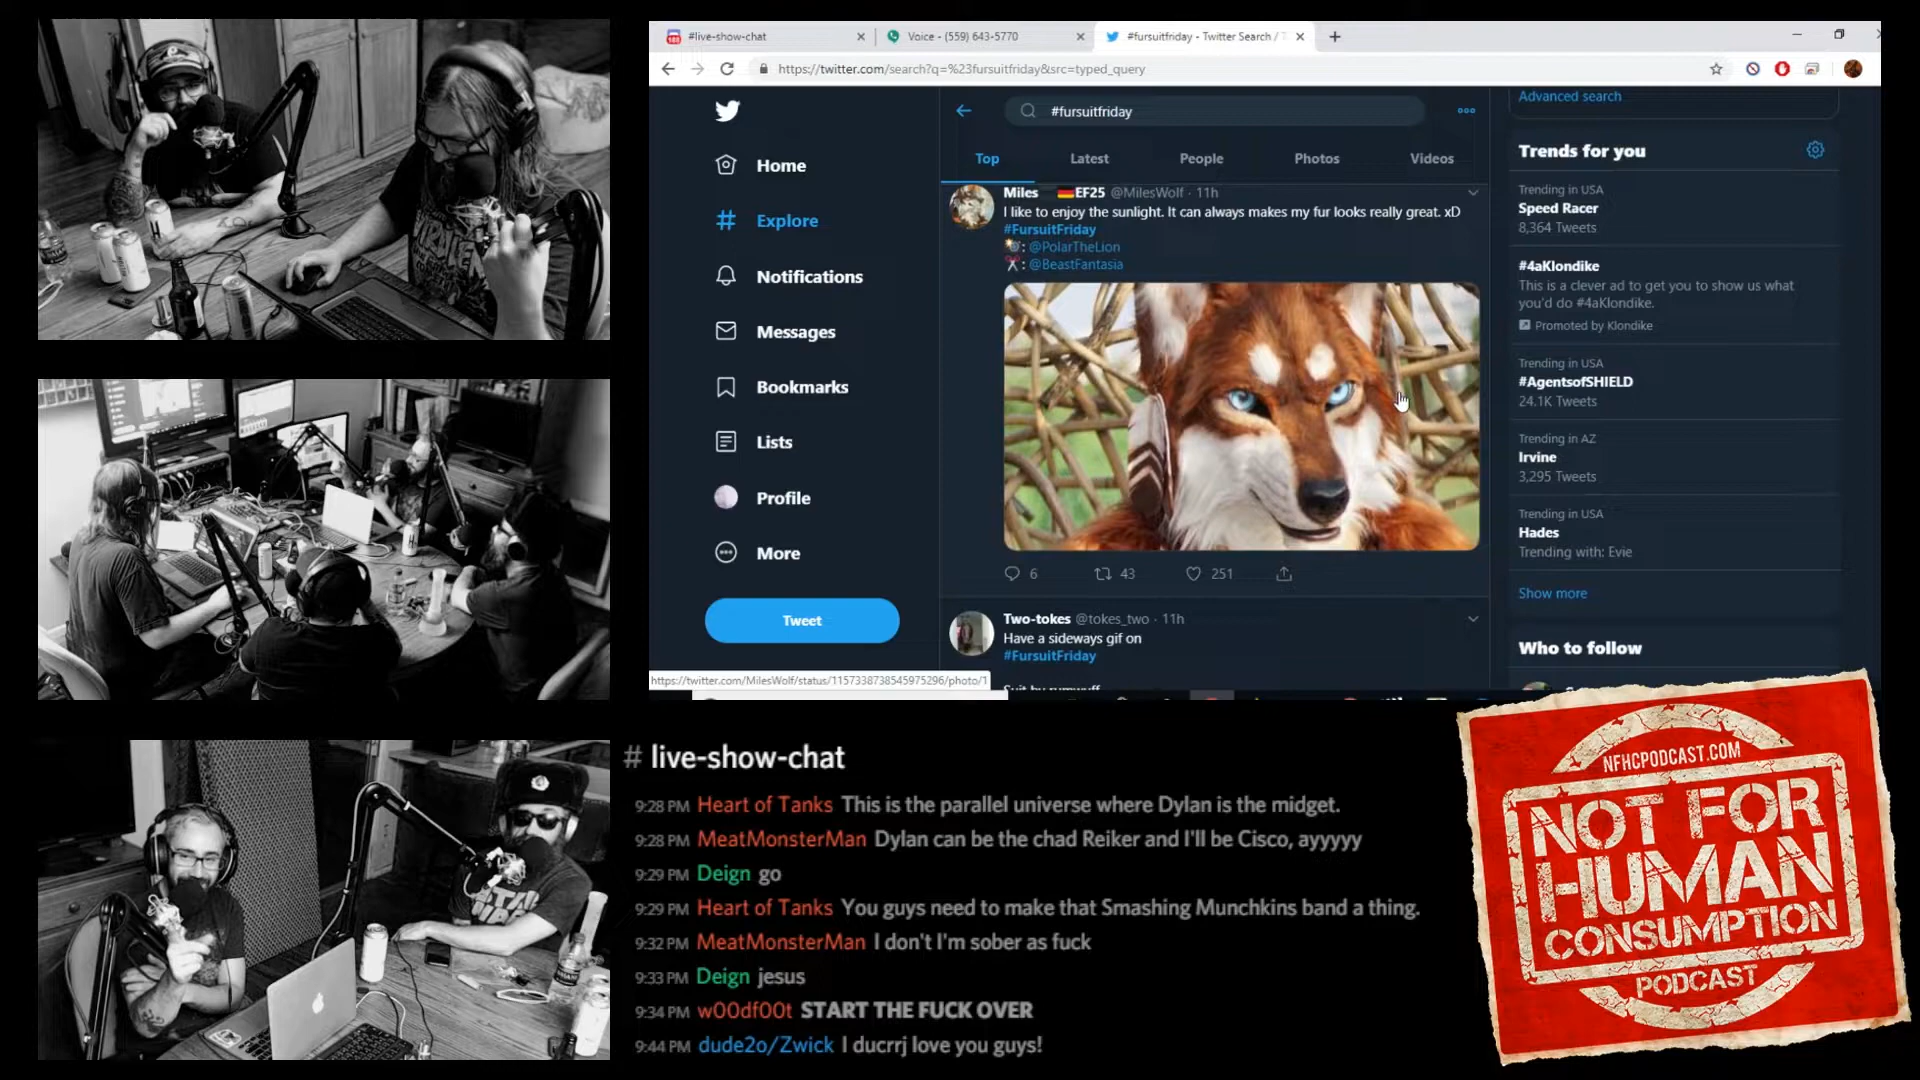 #live-show-chat
Voice - (559) 643-5770
#fursuitfriday - Twitter Search /
https://twitter.com/search?q=%23fursuitfriday&src=typed_query
#fursuitfriday
Top
Latest
People
Photos
Videos
Home
Explore
Notifications
Messages
Bookmarks
Lists
Profile
More
Tweet
Miles EF25 @MilesWolf · 11h
I like to enjoy the sunlight. It can always makes my fur looks really great. xD
#FursuitFriday
: @PolarTheLion
: @BeastFantasia
6
43
251
Two-tokes @tokes_two · 11h
Have a sideways gif on
#FursuitFriday
Suit by
https://twitter.com/MilesWolf/status/1157338738545975296/photo/1
Advanced search
Trends for you
Trending in USA
Speed Racer
8,364 Tweets
#4aKlondike
This is a clever ad to get you to show us what
you'd do #4aKlondike.
Promoted by Klondike
Trending in USA
#AgentsofSHIELD
24.1K Tweets
Trending in AZ
Irvine
3,295 Tweets
Trending in USA
Hades
Trending with: Evie
Show more
Who to follow
# live-show-chat
9:28 PM Heart of Tanks This is the parallel universe where Dylan is the midget.
9:28 PM MeatMonsterMan Dylan can be the chad Reiker and I'll be Cisco, ayyyyy
9:29 PM Deign go
9:29 PM Heart of Tanks You guys need to make that Smashing Munchkins band a thing.
9:32 PM MeatMonsterMan I don't I'm sober as fuck
9:33 PM Deign jesus
9:34 PM w00df00t START THE FUCK OVER
9:44 PM dude2o/Zwick I ducrrj love you guys!
NFHCPODCAST.COM
NOT FOR
HUMAN
CONSUMPTION
PODCAST